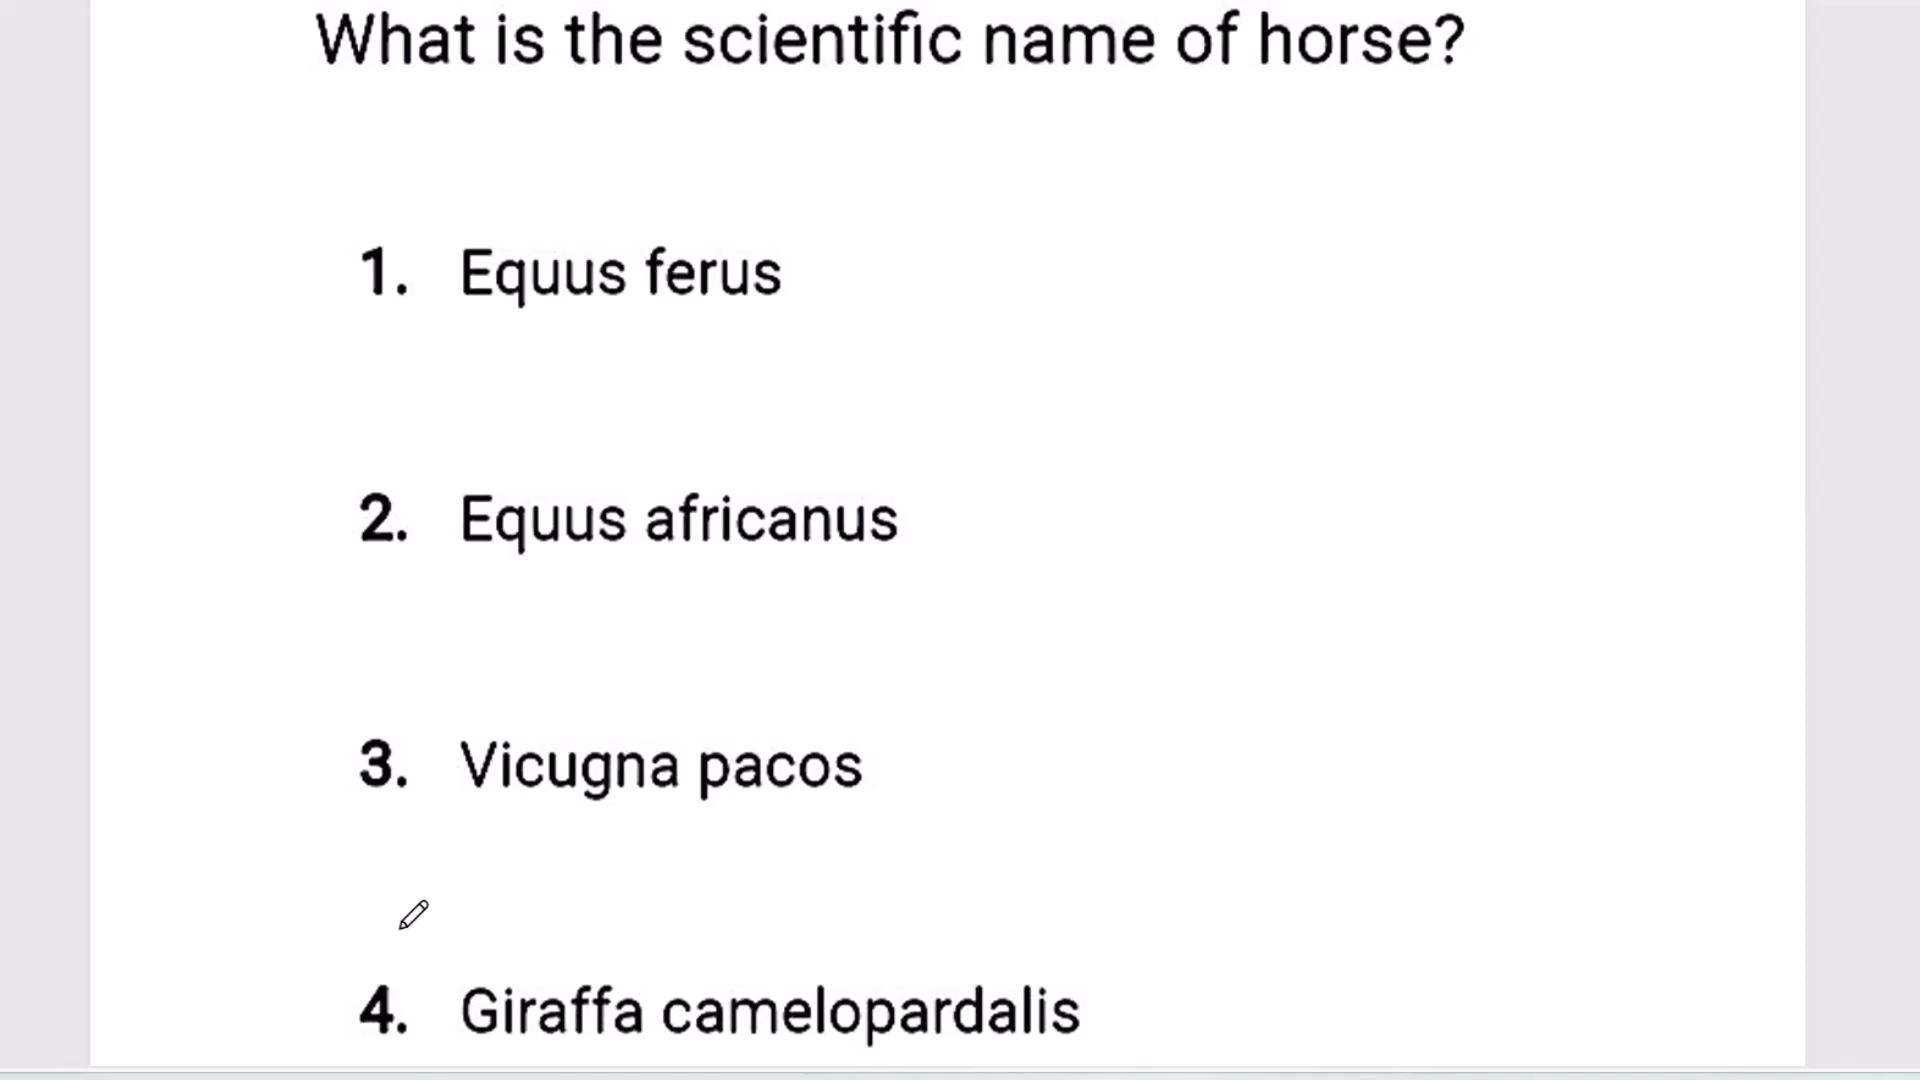 What is the scientific name of horse?
1. Equus ferus
2. Equus africanus
3. Vicugna pacos
4. Giraffa camelopardalis